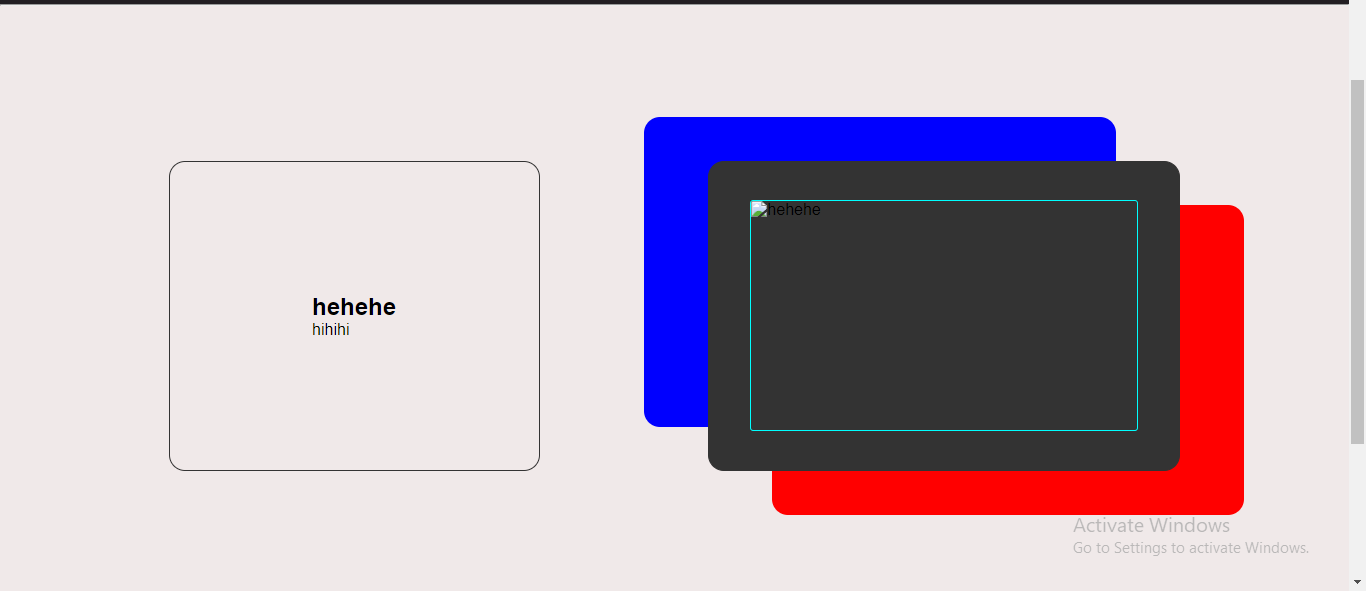 hehehe
hihihi
hehehe
Activate Windows
Go to Settings to activate Windows.